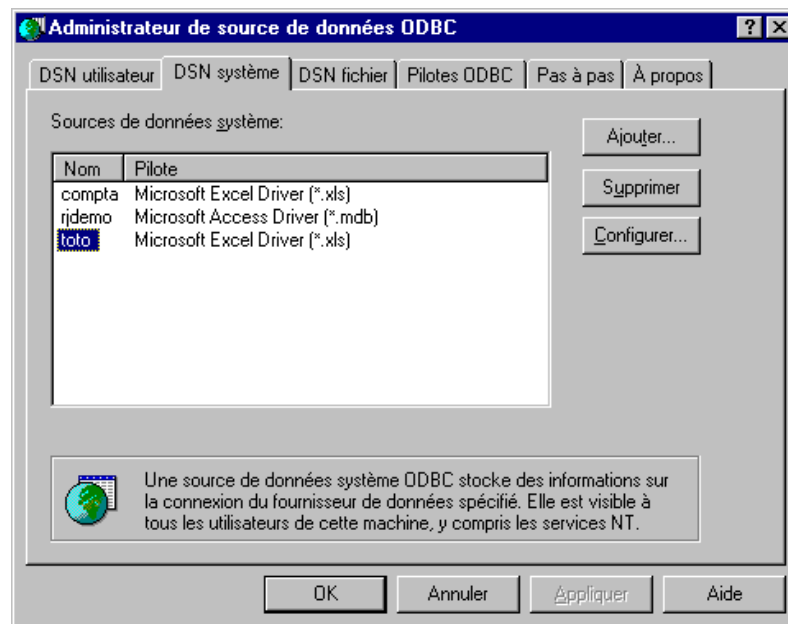 Administrateur de source de données ODBC
DSN utilisateur DSN système DSN fichier Pilotes ODBC Pas à pas À propos
Sources de données système:
Ajouter...
Nom Pilote
compta Microsoft Excel Driver (*.xls)
Supprimer
rjdemo Microsoft Access Driver (*.mdb)
toto Microsoft Excel Driver (*.xls)
Configurer...
Une source de données système ODBC stocke des informations sur
la connexion du fournisseur de données spécifié. Elle est visible à
tous les utilisateurs de cette machine, y compris les services NT.
OK Annuler Appliquer Aide